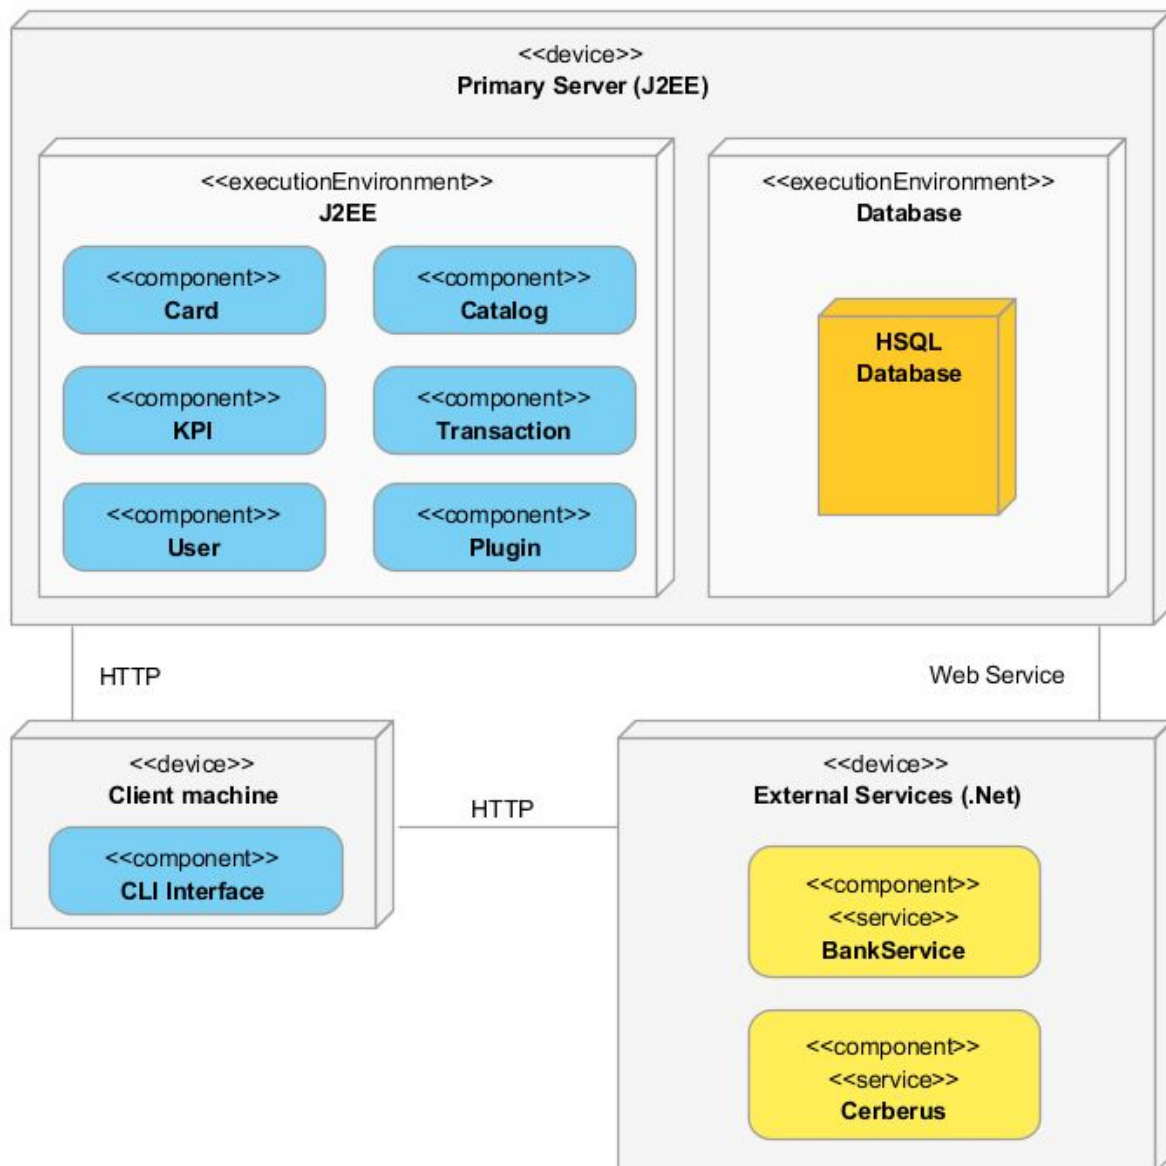 <<device>>
Primary Server (J2EE)
<<executionEnvironment>>
J2EE
<<component>>
Card
<<component>>
Catalog
<<component>>
KPI
<<component>>
Transaction
<<component>>
User
<<component>>
Plugin
<<executionEnvironment>>
Database
HSQL
Database
HTTP
Web Service
<<device>>
Client machine
<<component>>
CLI Interface
HTTP
<<device>>
External Services (.Net)
<<component>>
<<service>>
BankService
<<component>>
<<service>>
Cerberus